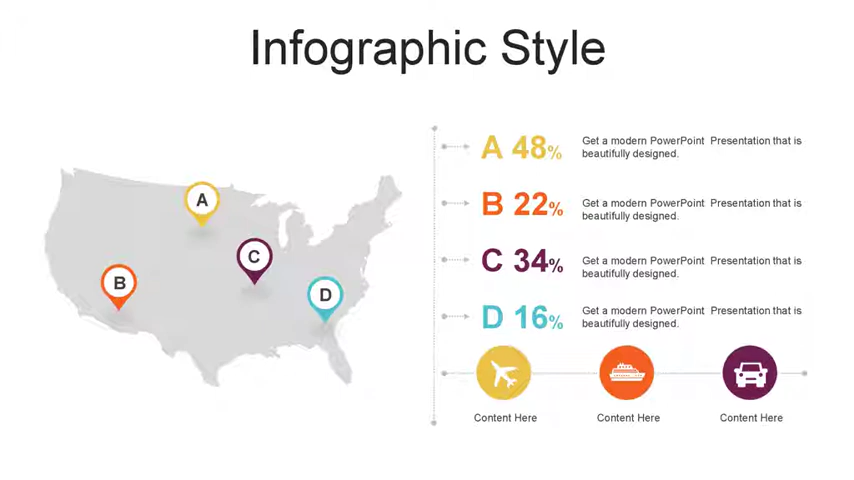 Infographic Style
A
B
C
D
A 48%
Get a modern PowerPoint Presentation that is
beautifully designed.
B 22%
Get a modern PowerPoint Presentation that is
beautifully designed.
C 34%
Get a modern PowerPoint Presentation that is
beautifully designed.
D 16%
Get a modern PowerPoint Presentation that is
beautifully designed.
Content Here
Content Here
Content Here